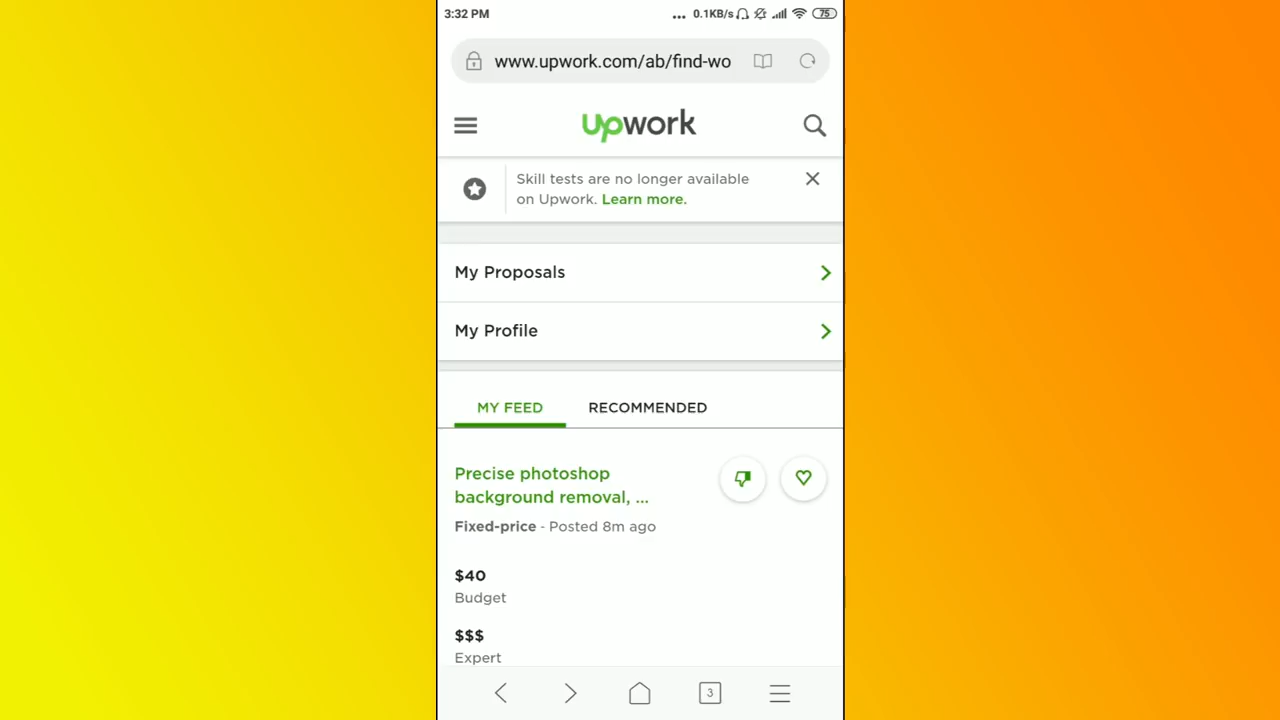 3:32 PM ... 0.1KB/s 75
www.upwork.com/ab/find-wo
upwork
Skill tests are no longer available
on Upwork. Learn more.
My Proposals
My Profile
MY FEED RECOMMENDED
Precise photoshop
background removal, ...
Fixed-price - Posted 8m ago
$40
Budget
$$$
Expert
3